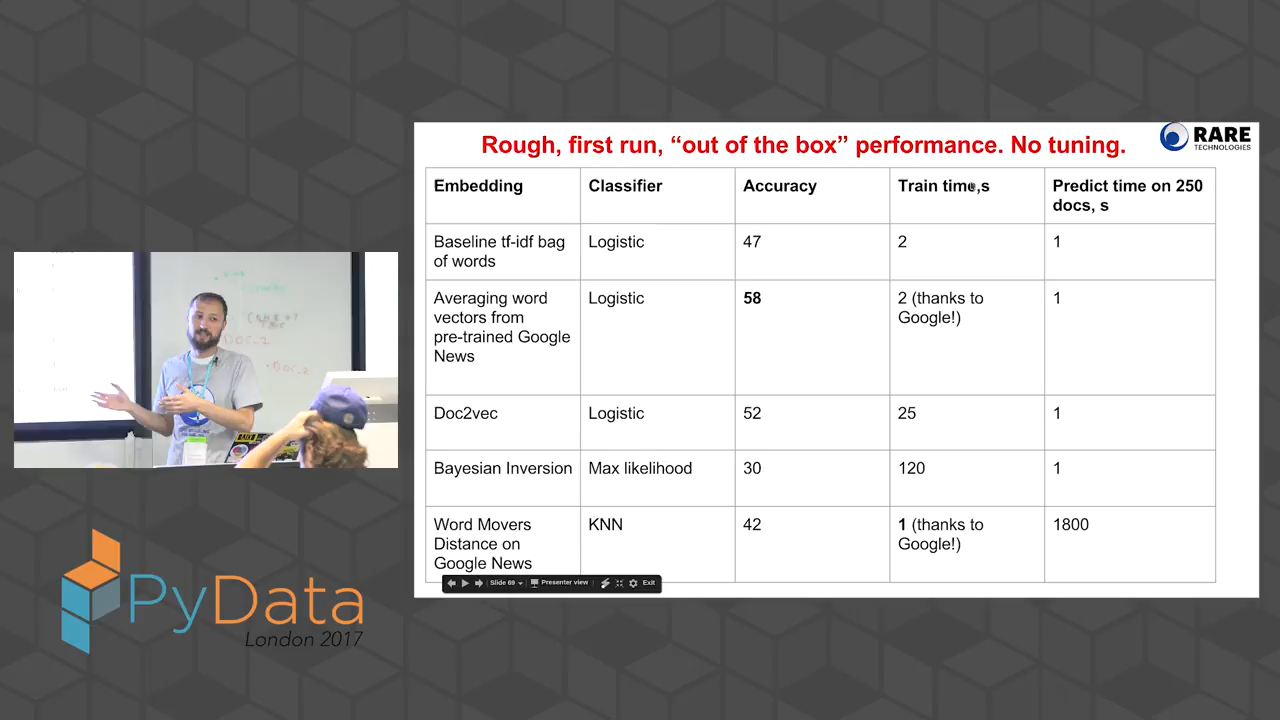 Rough, first run, “out of the box” performance. No tuning.
RARE
TECHNOLOGIES
Embedding
Classifier
Accuracy
Train time,s
Predict time on 250
docs, s
Baseline tf-idf bag
of words
Logistic
47
2
1
Averaging word
vectors from
pre-trained Google
News
Logistic
58
2 (thanks to
Google!)
1
Doc2vec
Logistic
52
25
1
Bayesian Inversion
Max likelihood
30
120
1
Word Movers
Distance on
Google News
KNN
42
1 (thanks to
Google!)
1800
Slide 69
Presenter view
Exit
DOC_2
PyData
London 2017